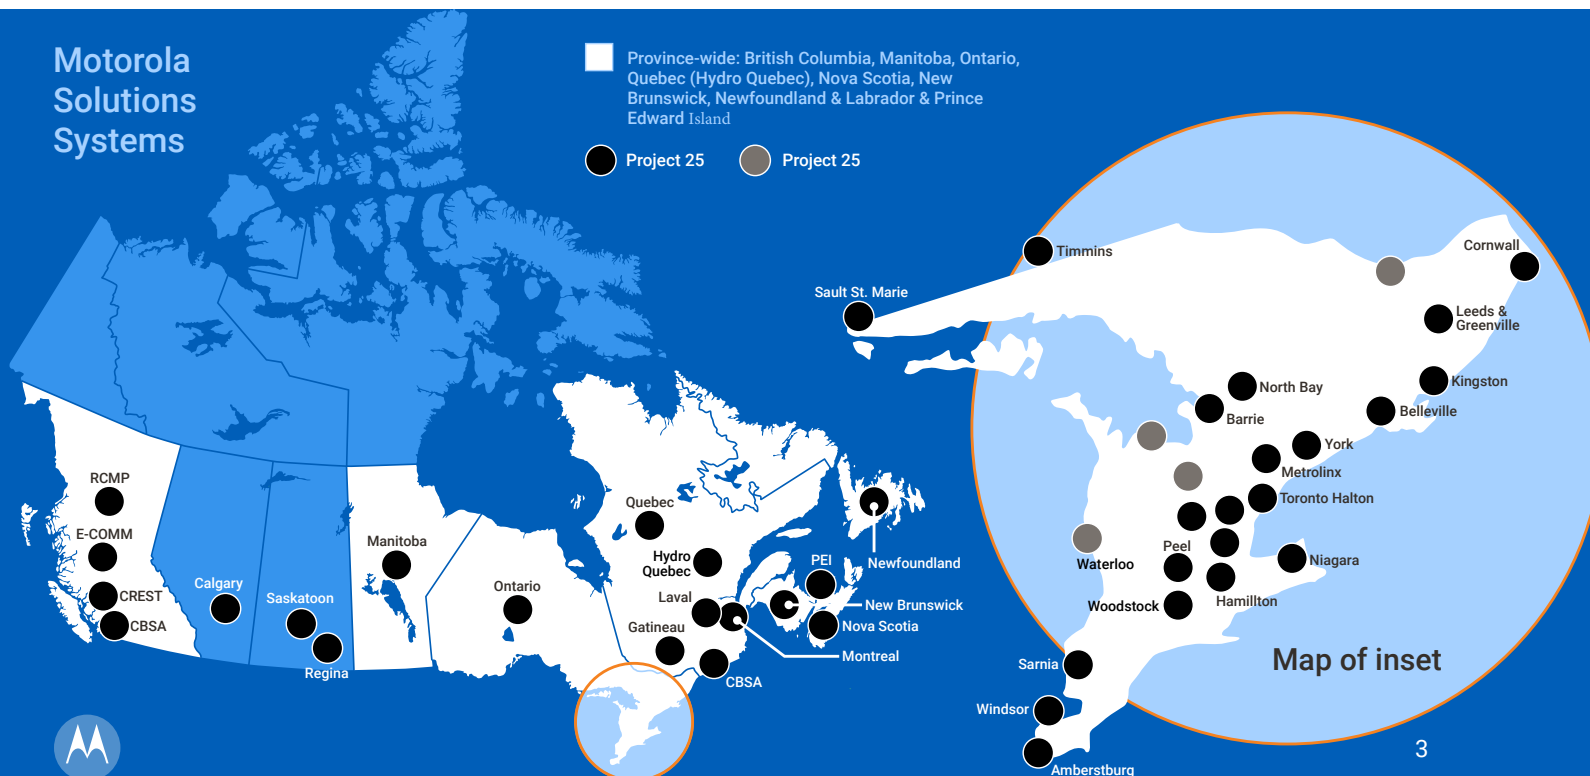 Motorola
Solutions
Systems
Province-wide: British Columbia, Manitoba, Ontario,
Quebec (Hydro Quebec), Nova Scotia, New
Brunswick, Newfoundland & Labrador & Prince
Edward Island
Project 25
Project 25
RCMP
E-COMM
CREST
CBSA
Calgary
Saskatoon
Regina
Manitoba
Ontario
Quebec
Hydro
Quebec
Laval
Gatineau
CBSA
PEI
Newfoundland
New Brunswick
Nova Scotia
Montreal
Timmins
Sault St. Marie
Cornwall
Leeds &
Greenville
Kingston
Belleville
North Bay
Barrie
York
Metrolinx
Toronto Halton
Peel
Waterloo
Niagara
Woodstock
Hamillton
Sarnia
Windsor
Amberstburg
Map of inset
3